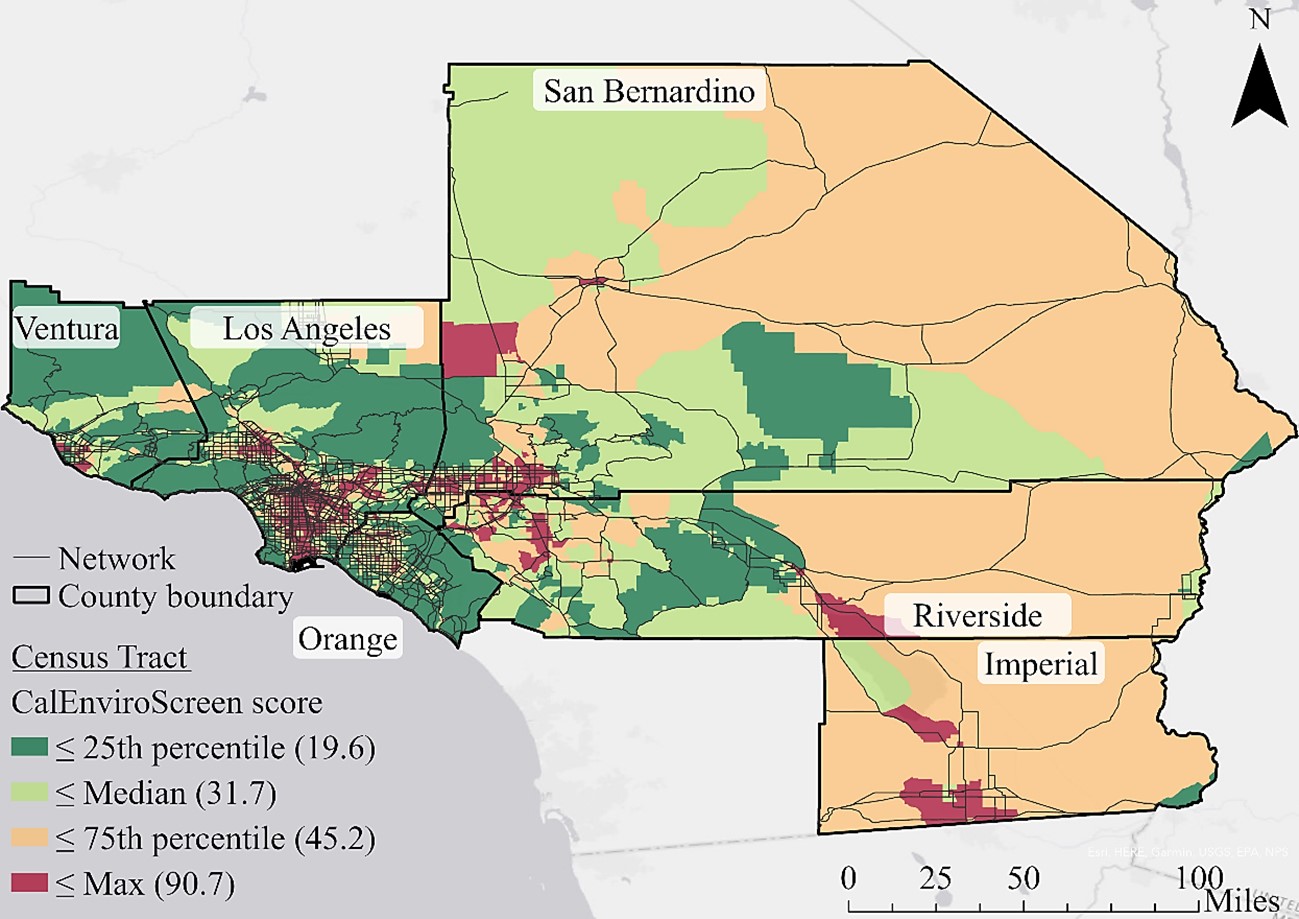 N
San Bernardino
Ventura
Los Angeles
Network
County boundary
Riverside
Orange
Imperial
Census Tract
CalEnviroScreen score
≤ 25th percentile (19.6)
≤ Median (31.7)
≤ 75th percentile (45.2)
≤ Max (90.7)
Esri, HERE, Garmin, USGS, EPA, NPS
0 25 50 100
Miles